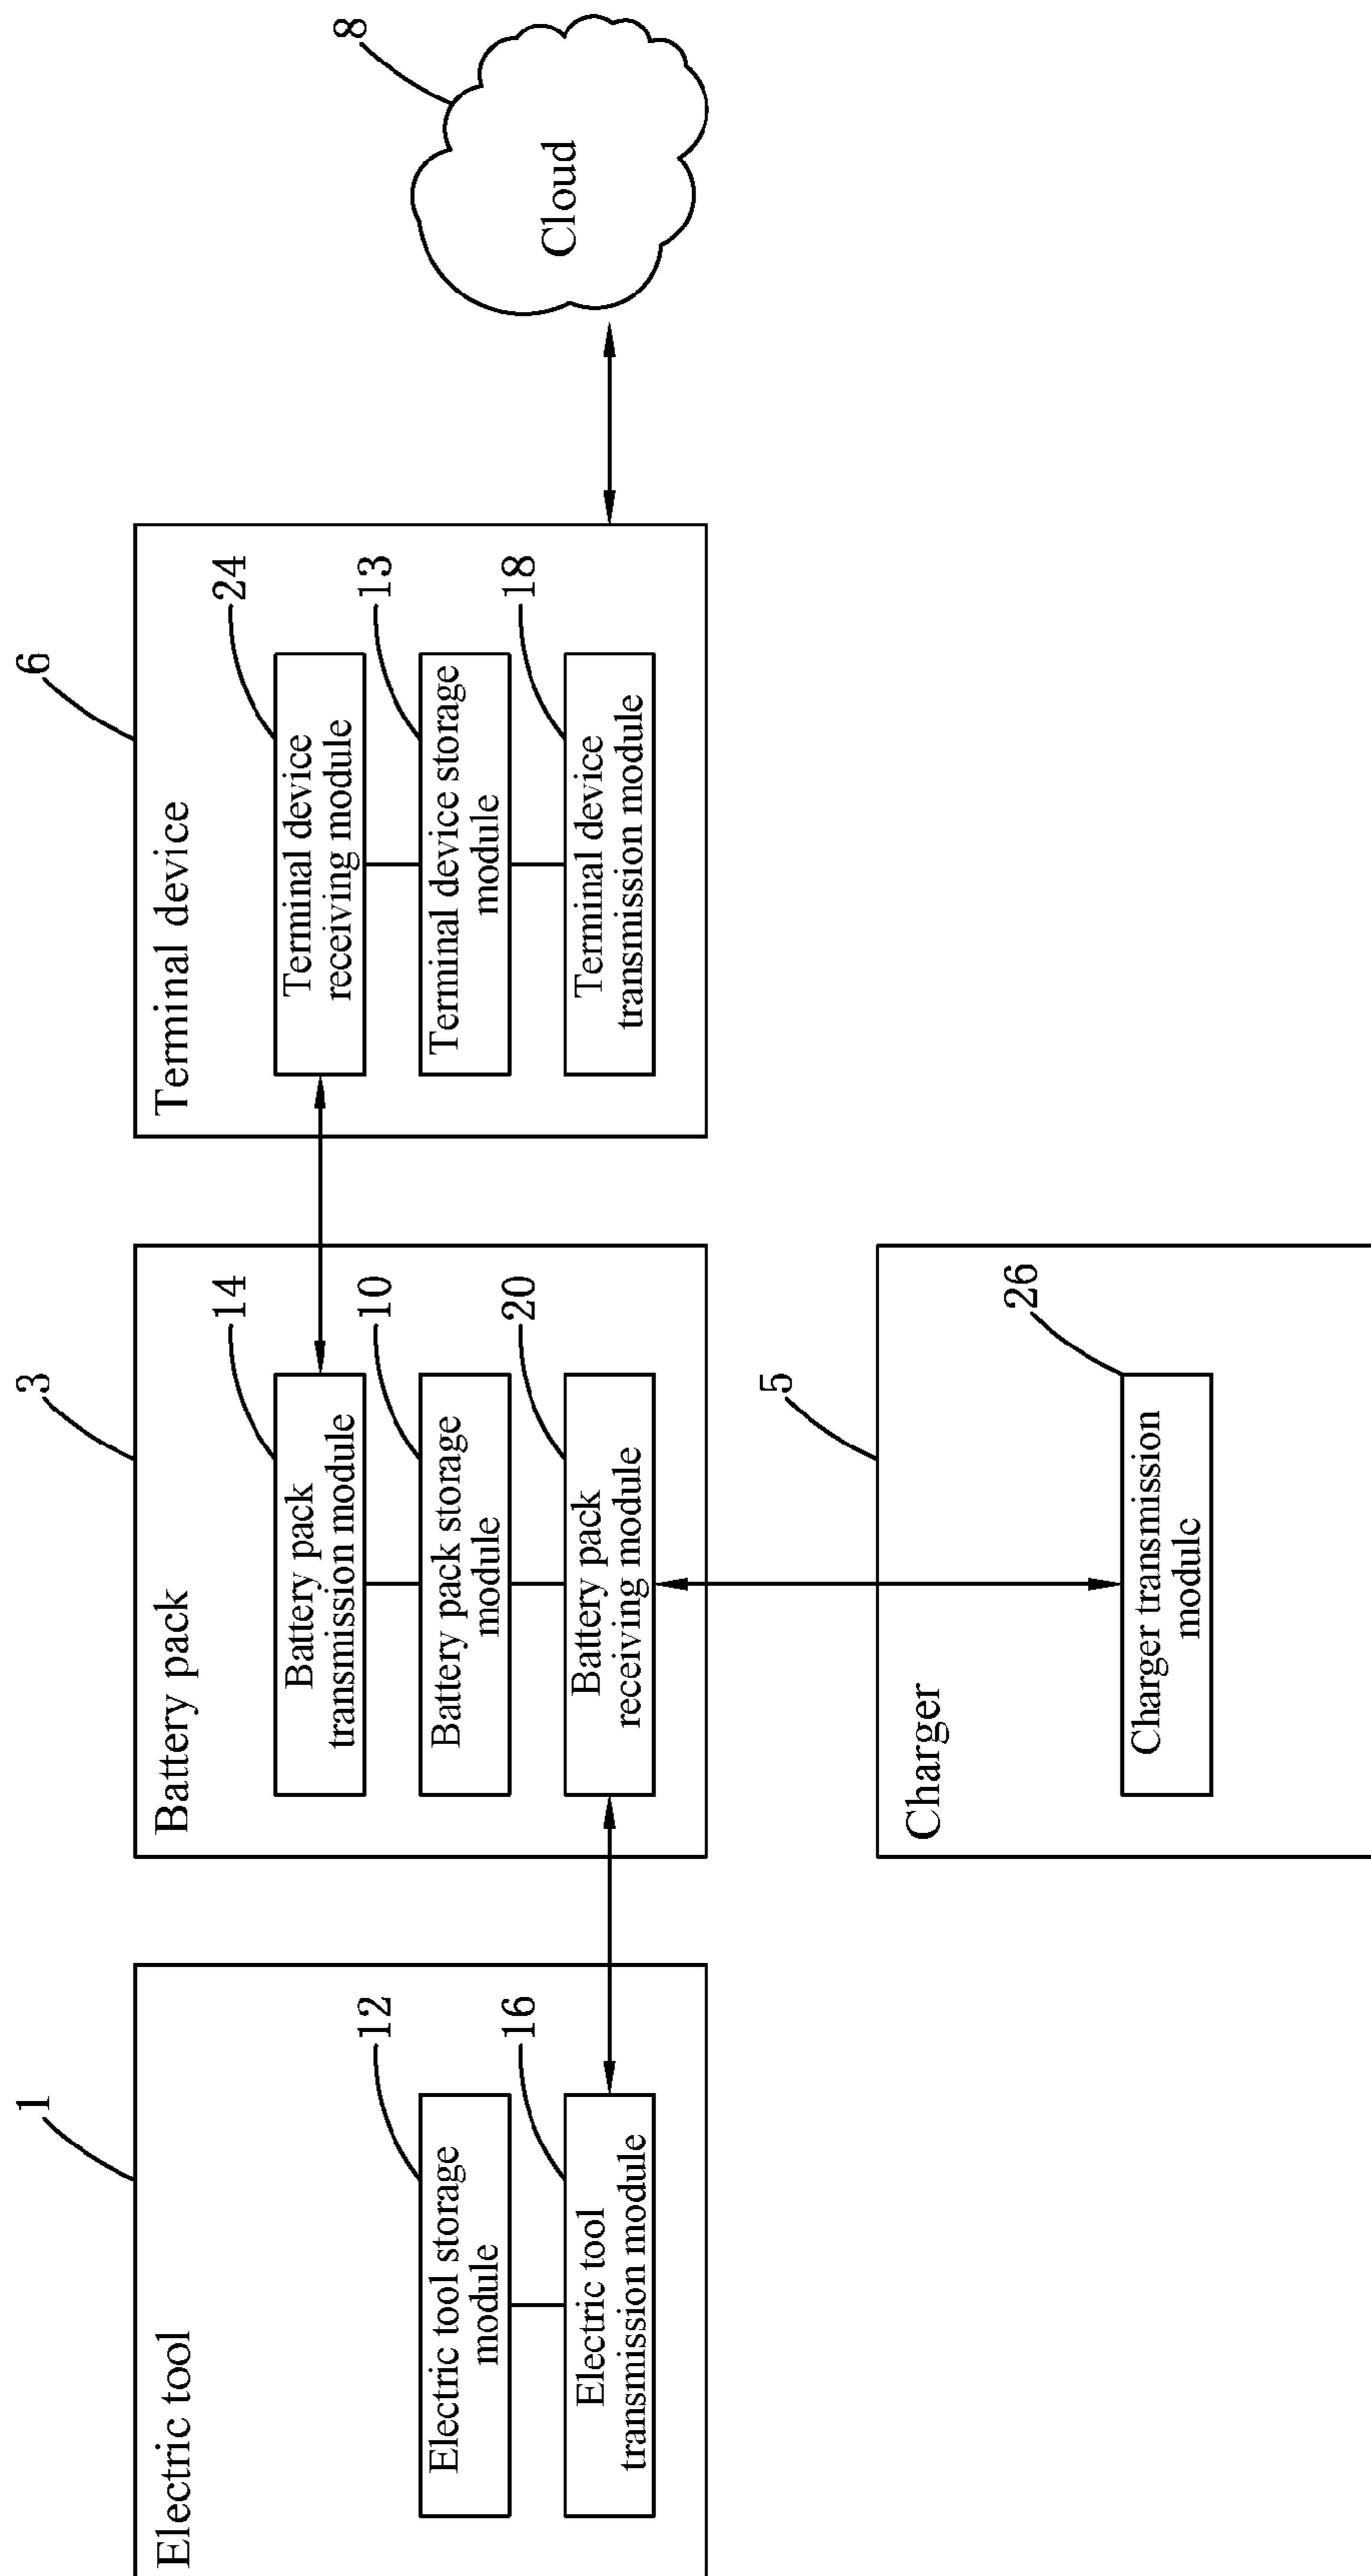 1
Electric tool
12
Electric tool storage
module
16
Electric tool
transmission module
3
Battery pack
14
Battery pack
transmission module
10
Battery pack storage
module
20
Battery pack
receiving module
5
Charger
26
Charger transmission
module
6
Terminal device
24
Terminal device
receiving module
13
Terminal device storage
module
18
Terminal device
transmission module
8
Cloud